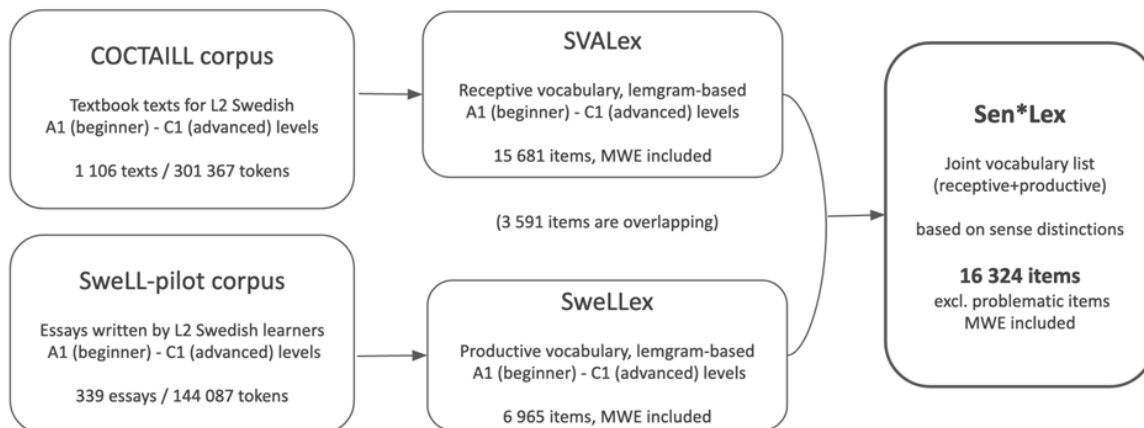 COCTAILL corpus
Textbook texts for L2 Swedish
A1 (beginner) - C1 (advanced) levels
1 106 texts / 301 367 tokens
SweLL-pilot corpus
Essays written by L2 Swedish learners
A1 (beginner) - C1 (advanced) levels
339 essays / 144 087 tokens
SVALex
Receptive vocabulary, lemgram-based
A1 (beginner) - C1 (advanced) levels
15 681 items, MWE included
(3 591 items are overlapping)
SweLLex
Productive vocabulary, lemgram-based
A1 (beginner) - C1 (advanced) levels
6 965 items, MWE included
Sen*Lex
Joint vocabulary list
(receptive+productive)
based on sense distinctions
16 324 items
excl. problematic items
MWE included